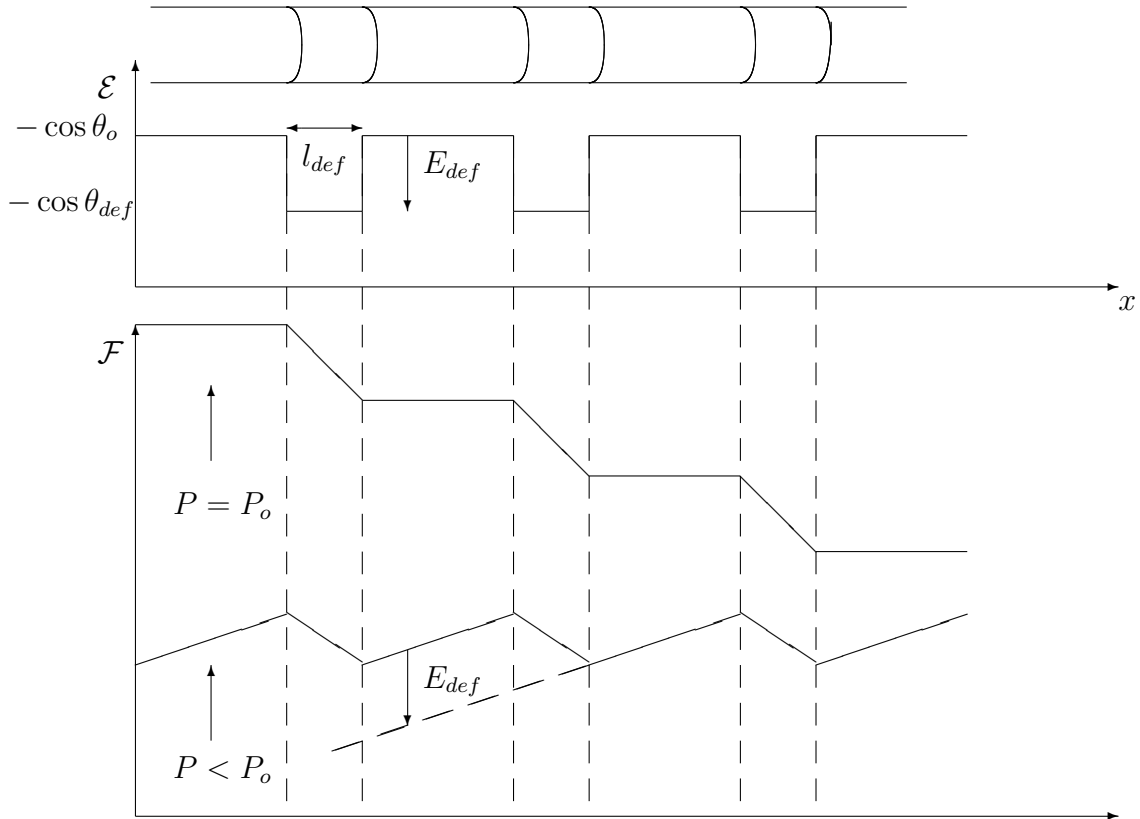 ℰ
− cos θ_o
l_def
E_def
− cos θ_def
x
ℱ
P = P_o
E_def
P < P_o